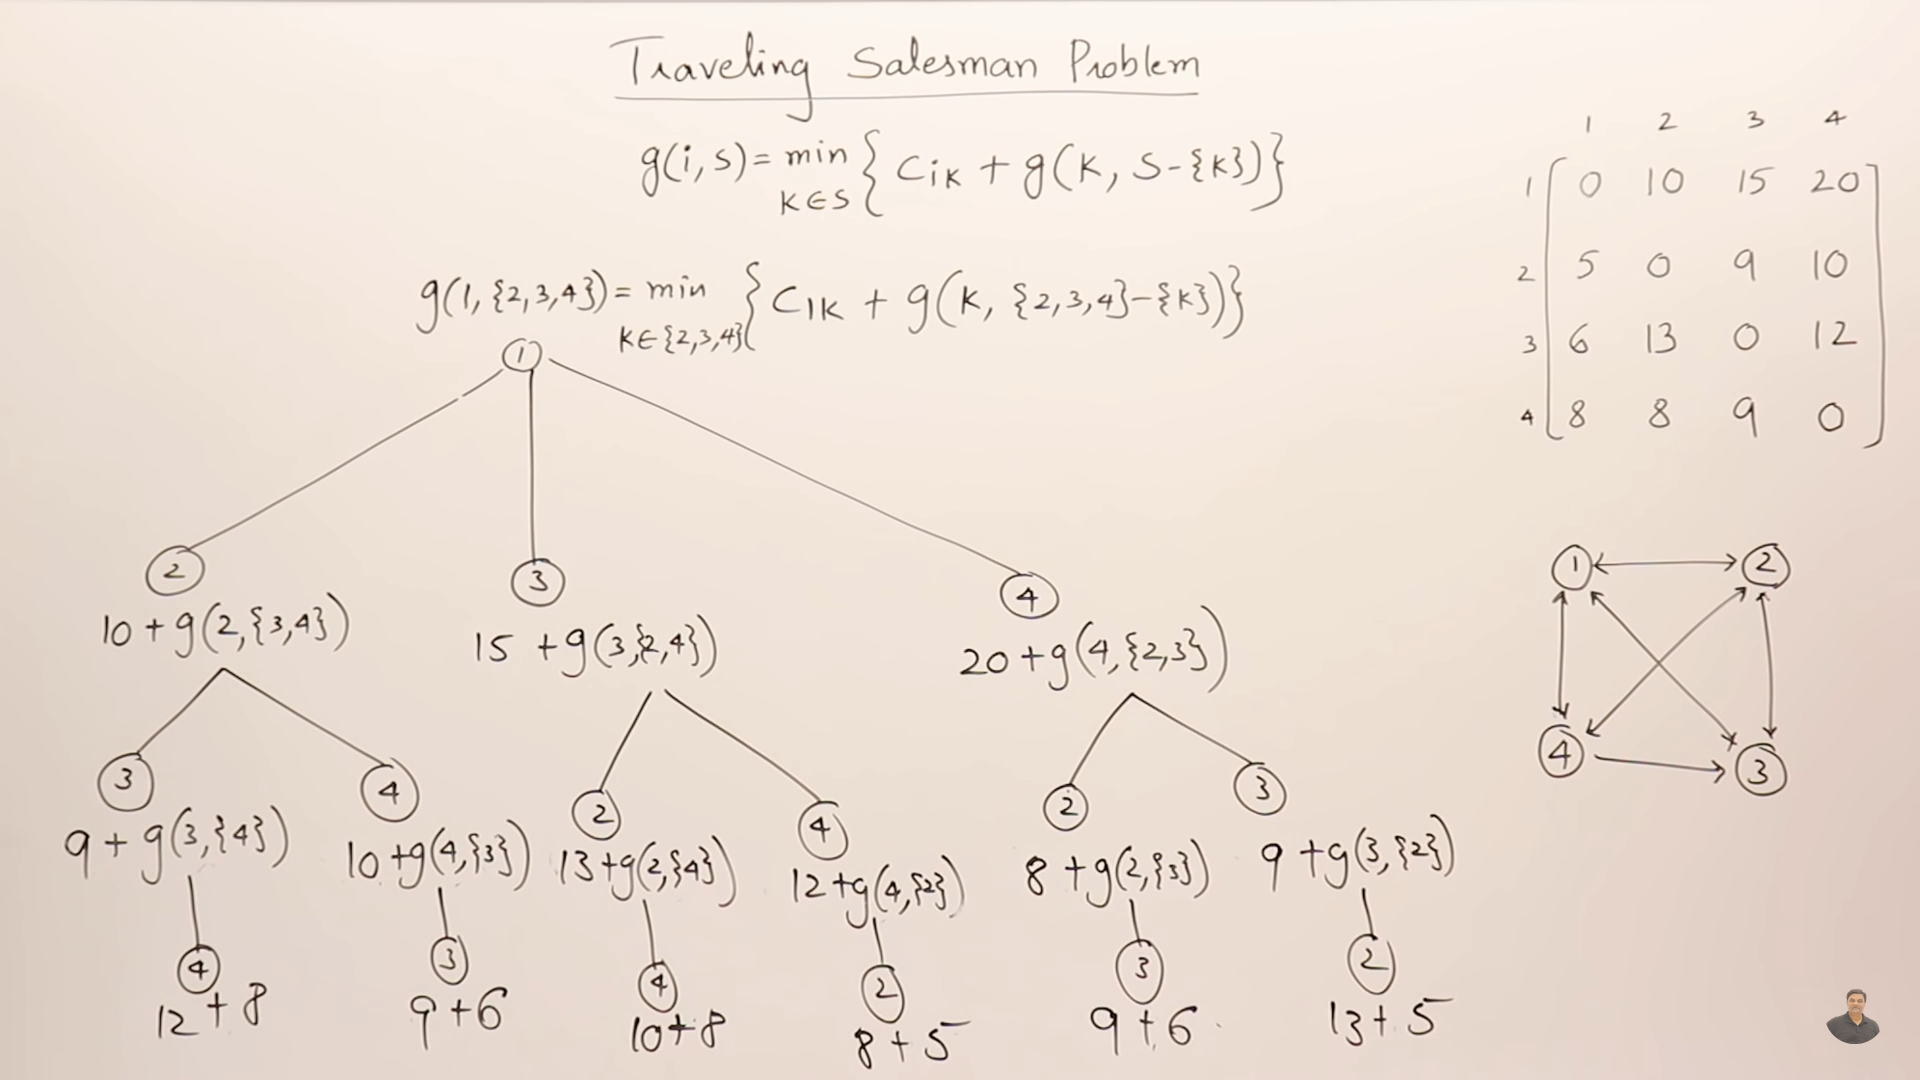 Traveling Salesman Problem
g(i, S) = min { Cik + g(K, S-{K}) }
K∈S
g(1, {2,3,4}) = min { C1K + g(K, {2,3,4}-{K}) }
K∈{2,3,4}
1
2 3 4
10+g(2,{3,4}) 15+g(3,{2,4}) 20+g(4,{2,3})
3 4 2 4 2 3
9+g(3,{4}) 10+g(4,{3}) 13+g(2,{4}) 12+g(4,{2}) 8+g(2,{3}) 9+g(3,{2})
4 3 4 2 3 2
12+8 9+6 10+8 8+5 9+6 13+5
1 2 3 4
1 0 10 15 20
2 5 0 9 10
3 6 13 0 12
4 8 8 9 0
1 2
4 3